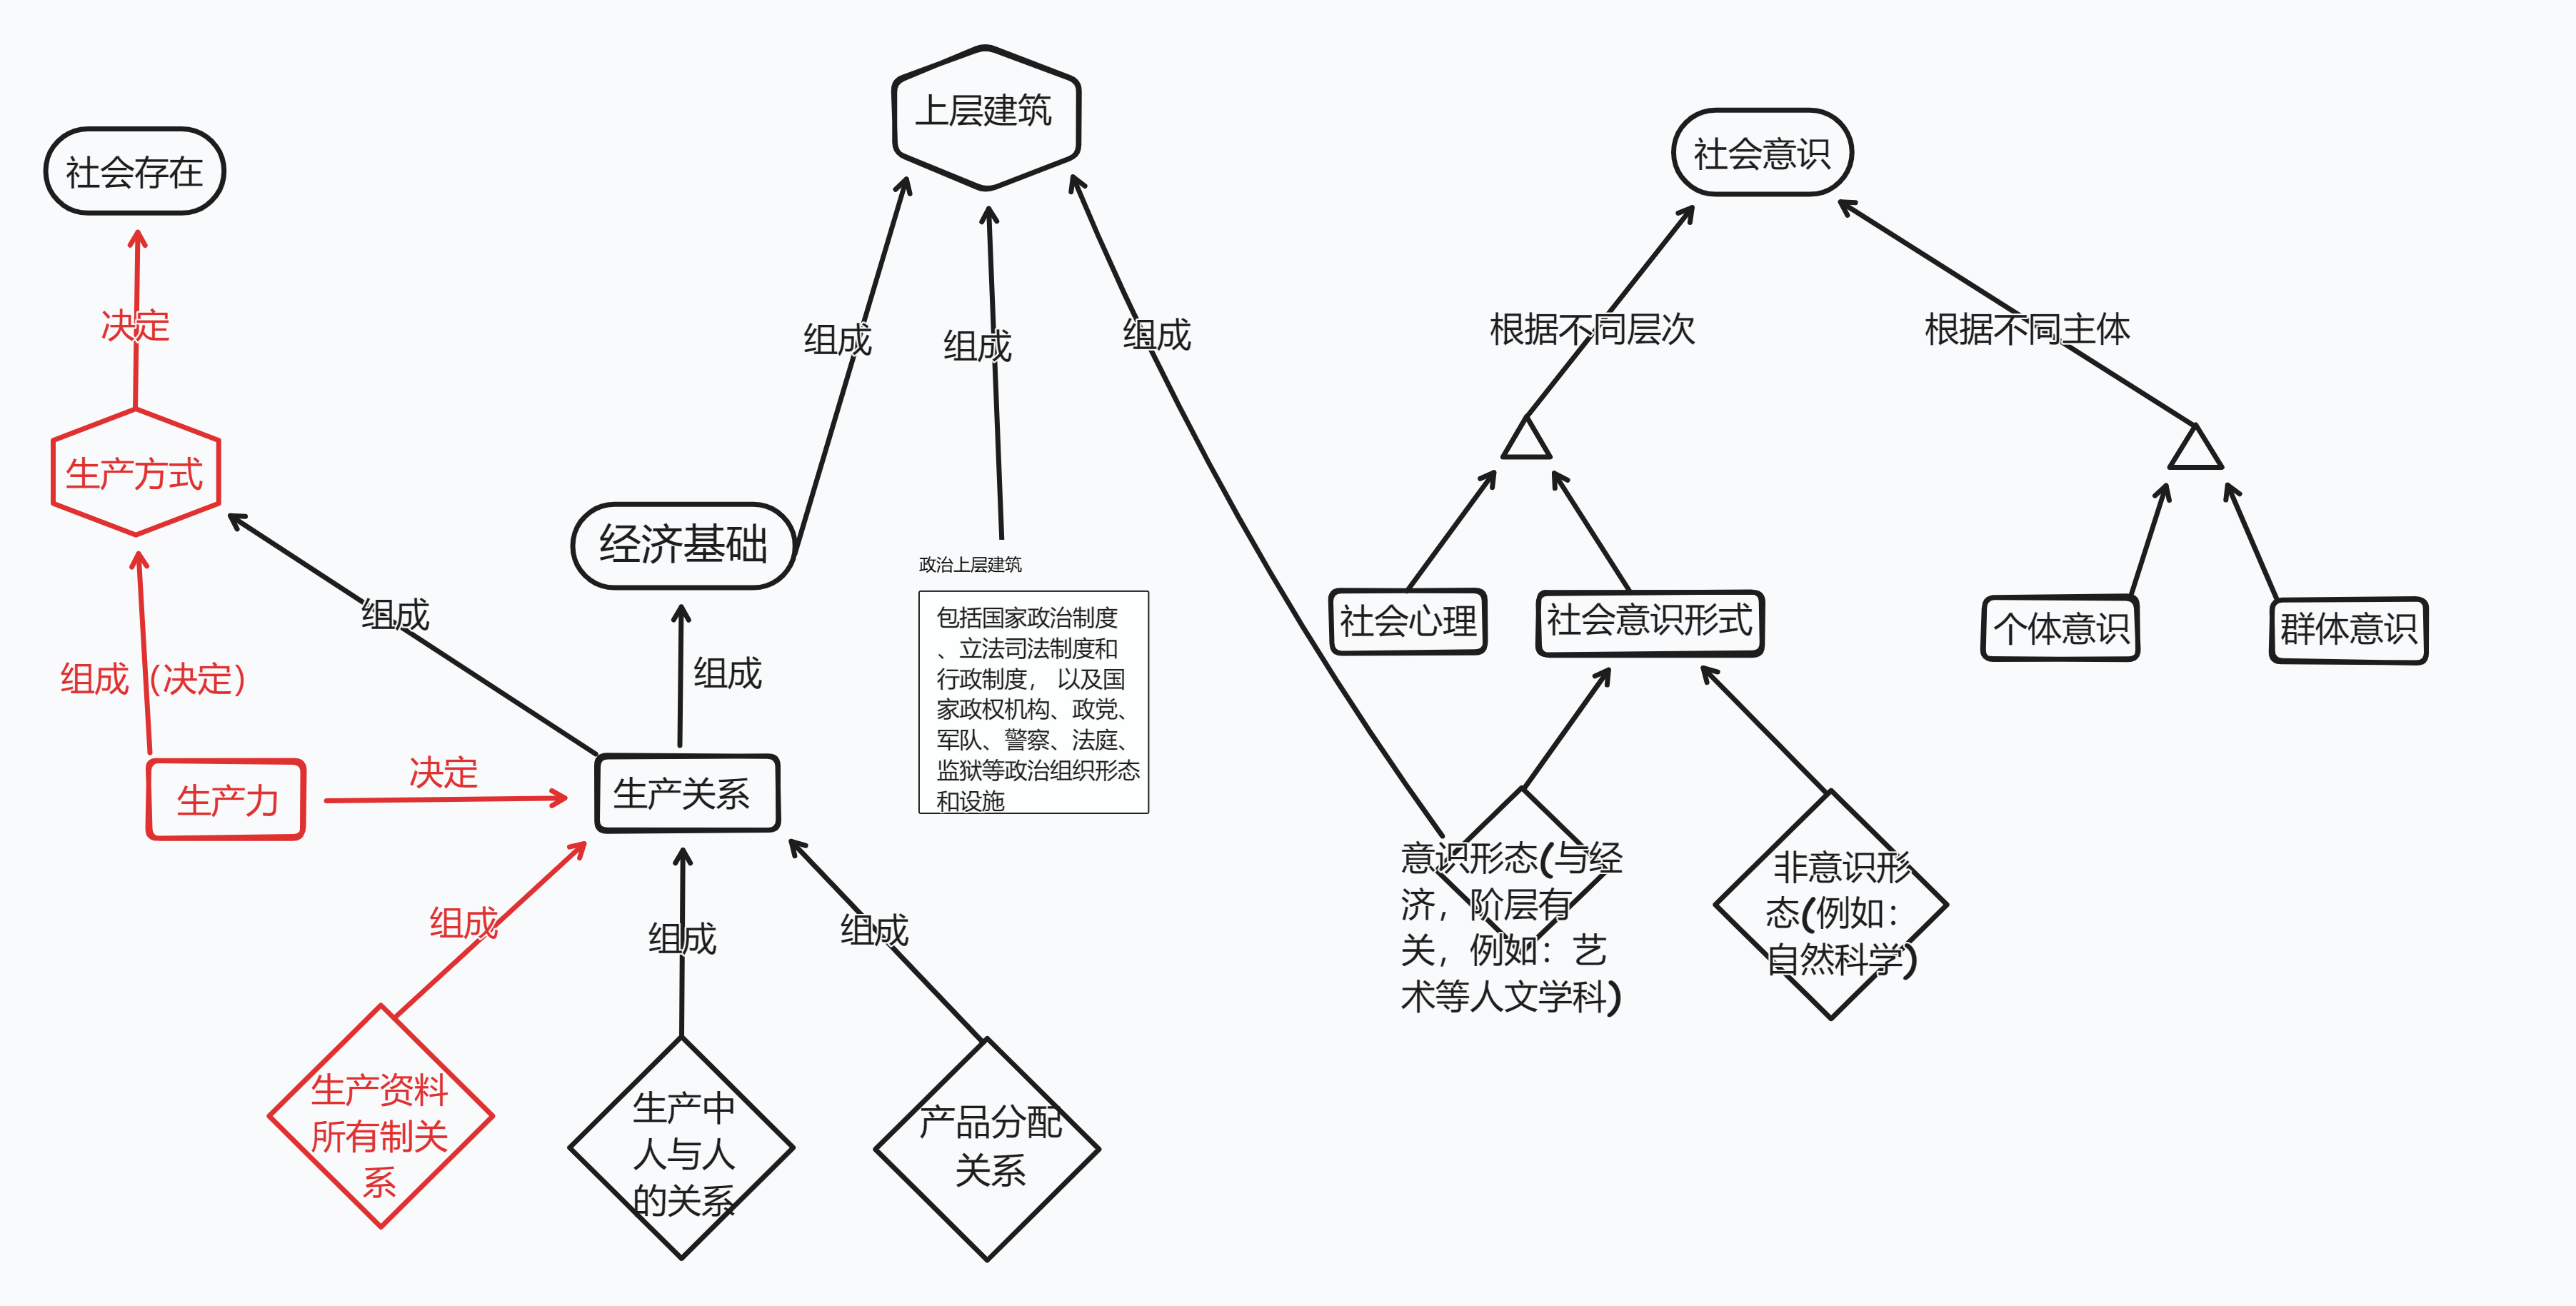 上层建筑
社会意识
社会存在
决定
组成
组成
组成
根据不同层次
根据不同主体
生产方式
经济基础
政治上层建筑
包括国家政治制度
、立法司法制度和
行政制度， 以及国
家政权机构、政党、
军队、警察、法庭、
监狱等政治组织形态
和设施
组成
组成（决定）
组成
社会心理
社会意识形式
个体意识
群体意识
生产力
决定
生产关系
意识形态(与经
济，阶层有
关，例如：艺
术等人文学科)
非意识形
态(例如：
自然科学)
组成
组成
组成
生产资料
所有制关
系
生产中
人与人
的关系
产品分配
关系